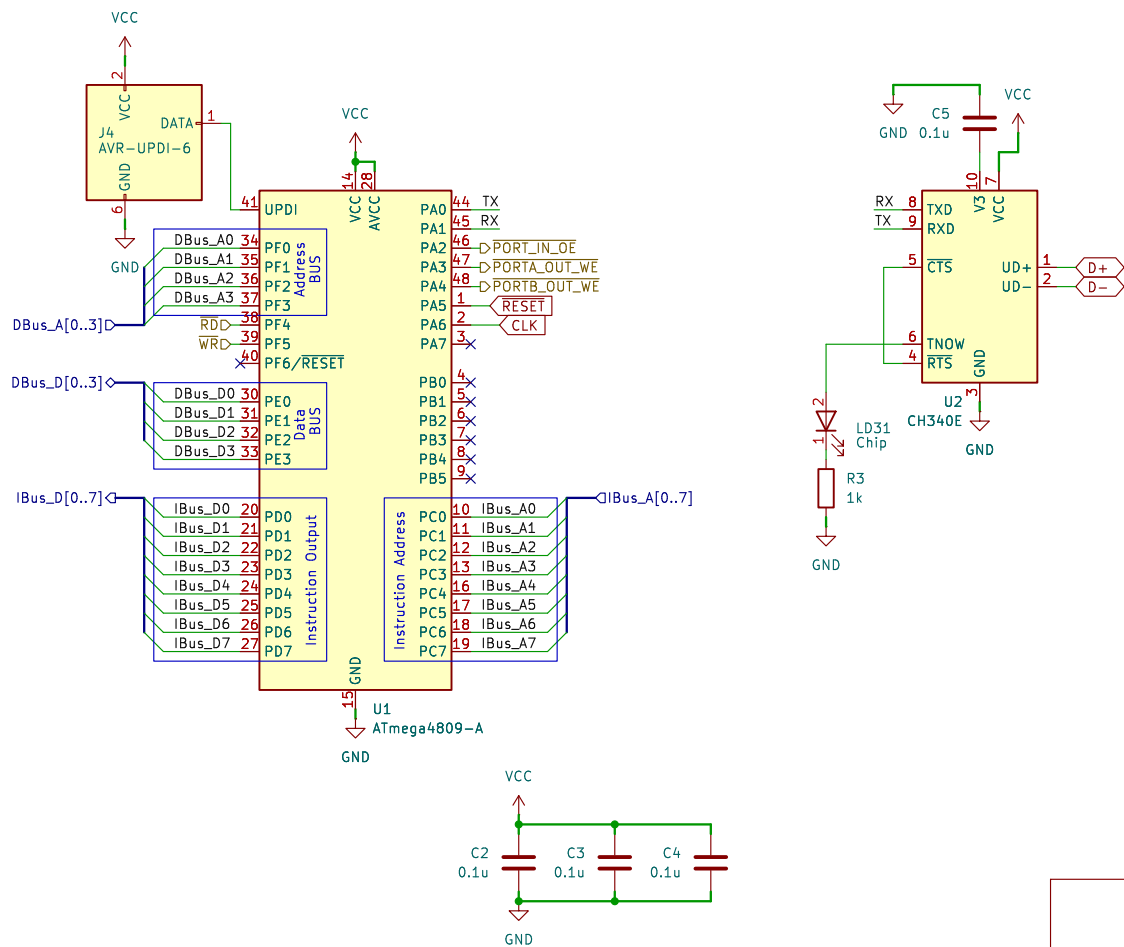 VCC
2
VCC
DATA
1
J4
AVR-UPDI-6
GND
6
GND
VCC
14
28
VCC
AVCC
41
UPDI
DBus_A0
34
PF0
DBus_A1
35
PF1
DBus_A2
36
PF2
DBus_A3
37
PF3
Address
BUS
DBus_A[0..3]
RD
38
PF4
WR
39
PF5
40
PF6/RESET
DBus_D[0..3]
DBus_D0
30
PE0
DBus_D1
31
PE1
DBus_D2
32
PE2
DBus_D3
33
PE3
Data
BUS
IBus_D[0..7]
IBus_D0
20
PD0
IBus_D1
21
PD1
IBus_D2
22
PD2
IBus_D3
23
PD3
IBus_D4
24
PD4
IBus_D5
25
PD5
IBus_D6
26
PD6
IBus_D7
27
PD7
Instruction Output
PA0
44
TX
PA1
45
RX
PA2
46
PORT_IN_OE
PA3
47
PORTA_OUT_WE
PA4
48
PORTB_OUT_WE
PA5
1
RESET
PA6
2
CLK
PA7
3
PB0
4
PB1
5
PB2
6
PB3
7
PB4
8
PB5
9
Instruction Address
PC0
10
IBus_A0
PC1
11
IBus_A1
PC2
12
IBus_A2
PC3
13
IBus_A3
PC4
16
IBus_A4
PC5
17
IBus_A5
PC6
18
IBus_A6
PC7
19
IBus_A7
IBus_A[0..7]
GND
15
U1
ATmega4809-A
GND
GND
C5
0.1u
VCC
10
7
V3
VCC
RX
8
TXD
TX
9
RXD
5
CTS
UD+
1
D+
UD-
2
D-
6
TNOW
4
RTS
GND
3
U2
CH340E
GND
2
1
LD31
Chip
R3
1k
GND
VCC
C2
0.1u
C3
0.1u
C4
0.1u
GND